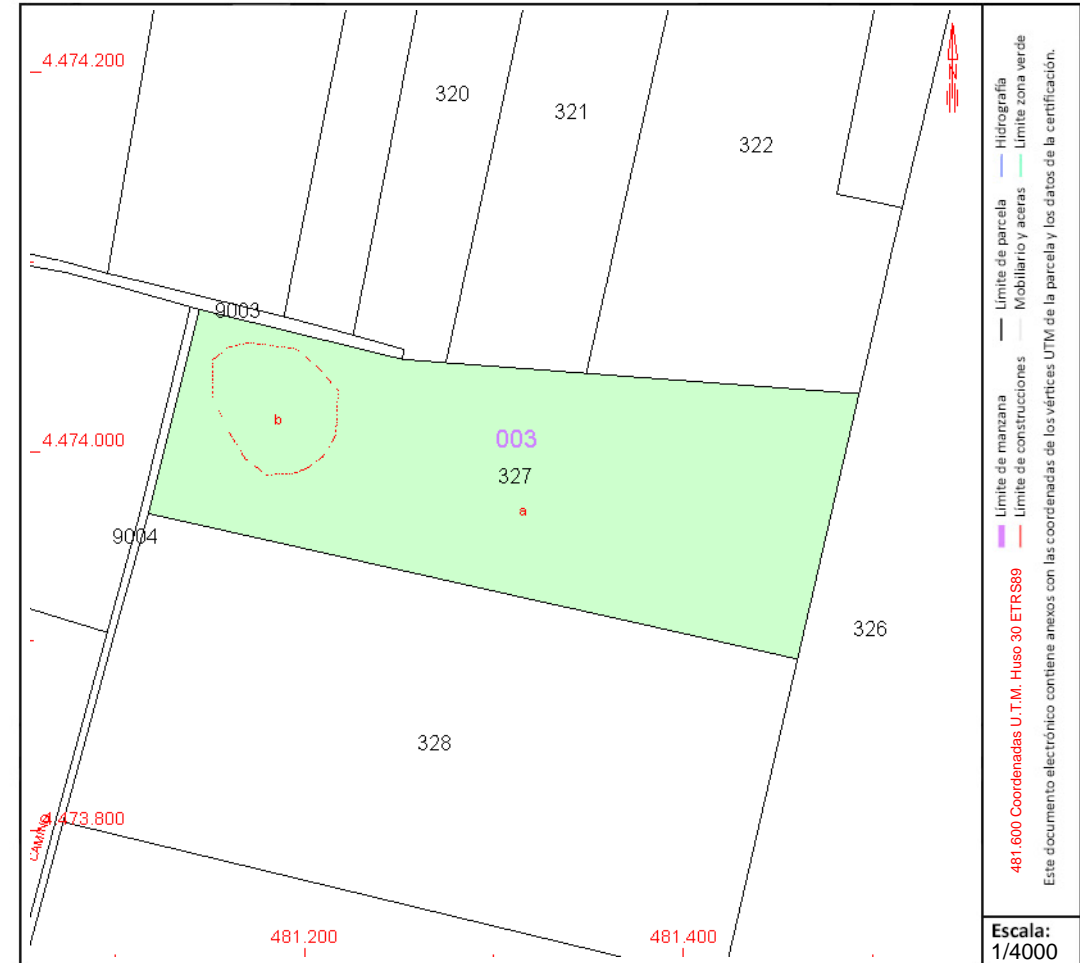 4.474.200
320
321
322
9003
b
003
4.474.000
327
a
9004
326
328
4.473.800
CAMINO
481.200
481.400
Hidrografía
Límite zona verde
Límite de parcela
Mobiliario y aceras
Límite de manzana
Límite de construcciones
481.600 Coordenadas U.T.M. Huso 30 ETRS89
Este documento electrónico contiene anexos con las coordenadas de los vértices UTM de la parcela y los datos de la certificación.
Escala:
1/4000